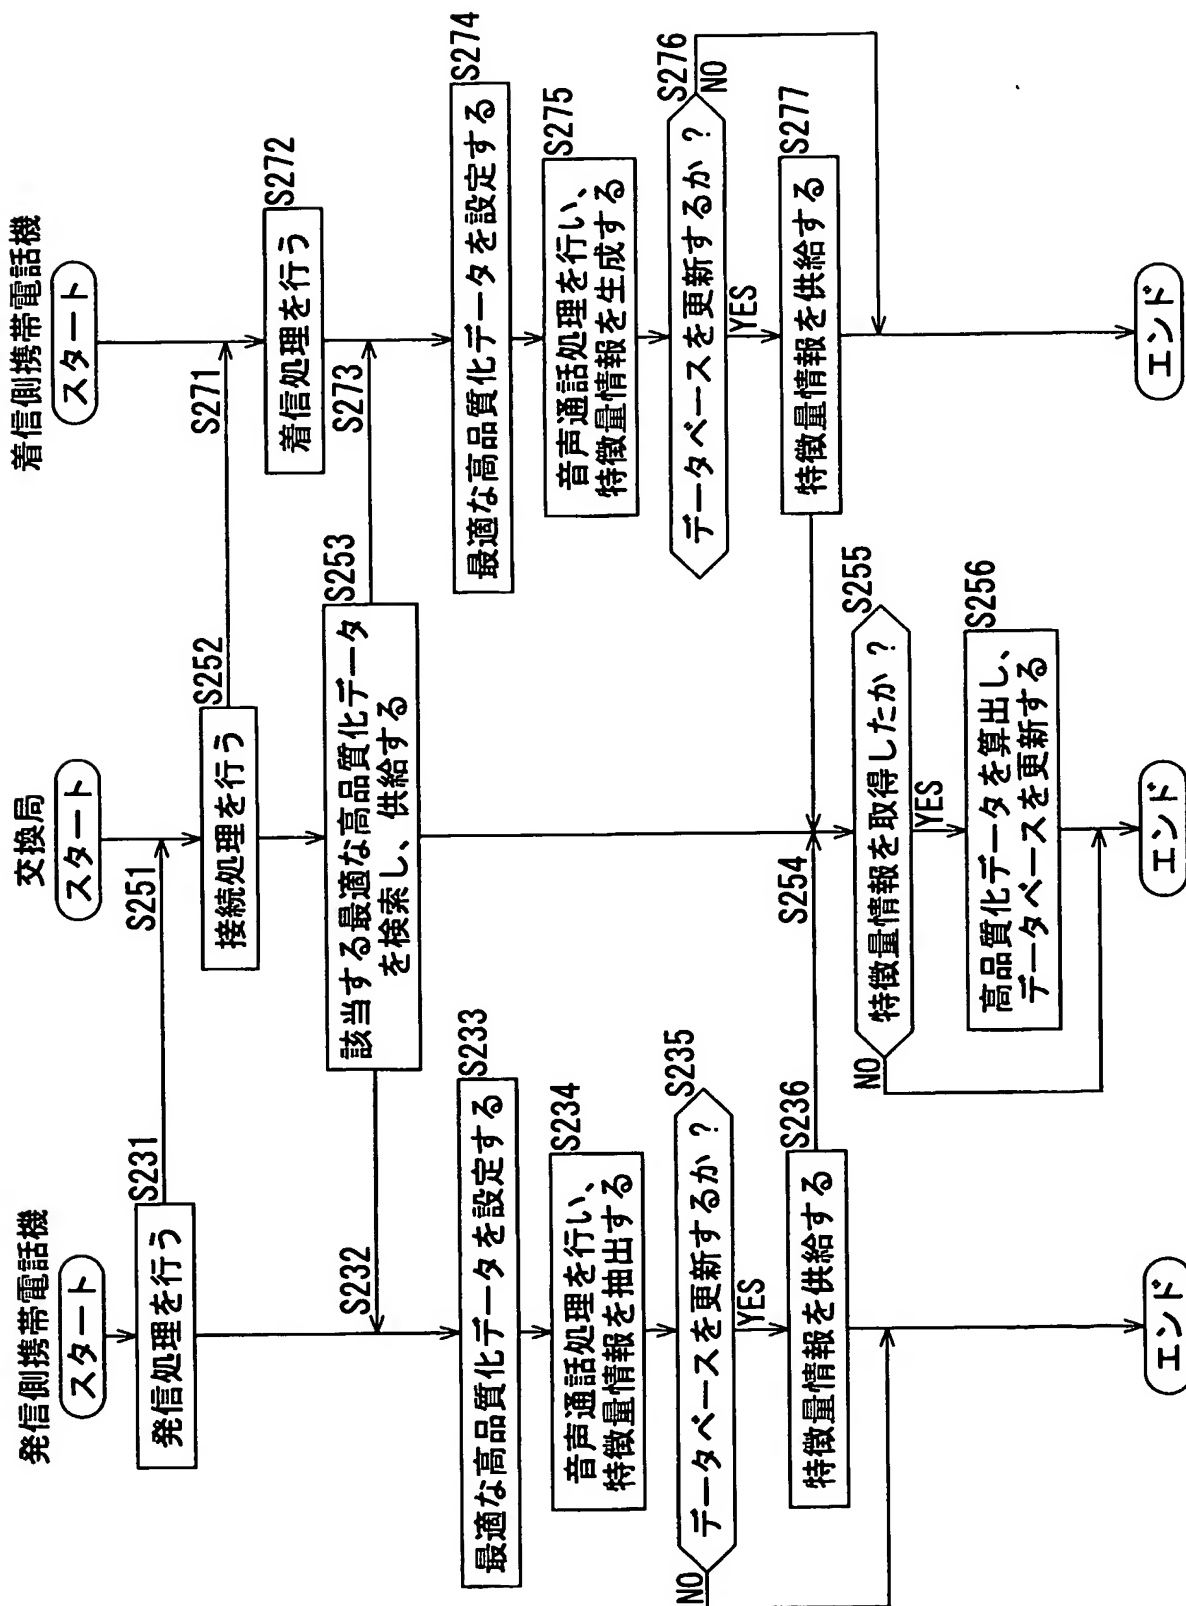 発信側携帯電話機
スタート
発信処理を行う
S231
S232
最適な高品質化データを設定する
S233
音声通話処理を行い、
特徴量情報を抽出する
S234
データベースを更新するか？
S235
NO
YES
特徴量情報を供給する
S236
エンド
交換局
スタート
S251
接続処理を行う
S252
該当する最適な高品質化データ
を検索し、供給する
S253
S254
特徴量情報を取得したか？
S255
NO
YES
高品質化データを算出し、
データベースを更新する
S256
エンド
着信側携帯電話機
スタート
S271
着信処理を行う
S272
S273
最適な高品質化データを設定する
S274
音声通話処理を行い、
特徴量情報を生成する
S275
データベースを更新するか？
S276
NO
YES
特徴量情報を供給する
S277
エンド